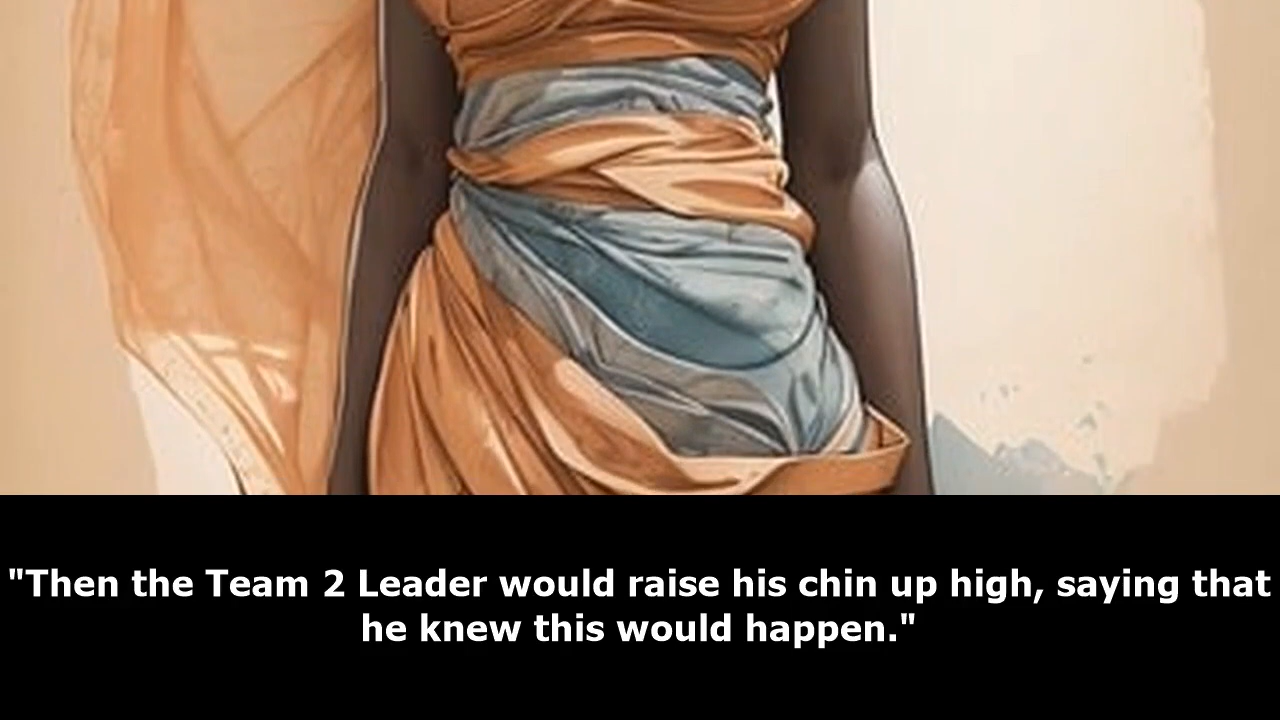 "Then the Team 2 Leader would raise his chin up high, saying that
he knew this would happen."